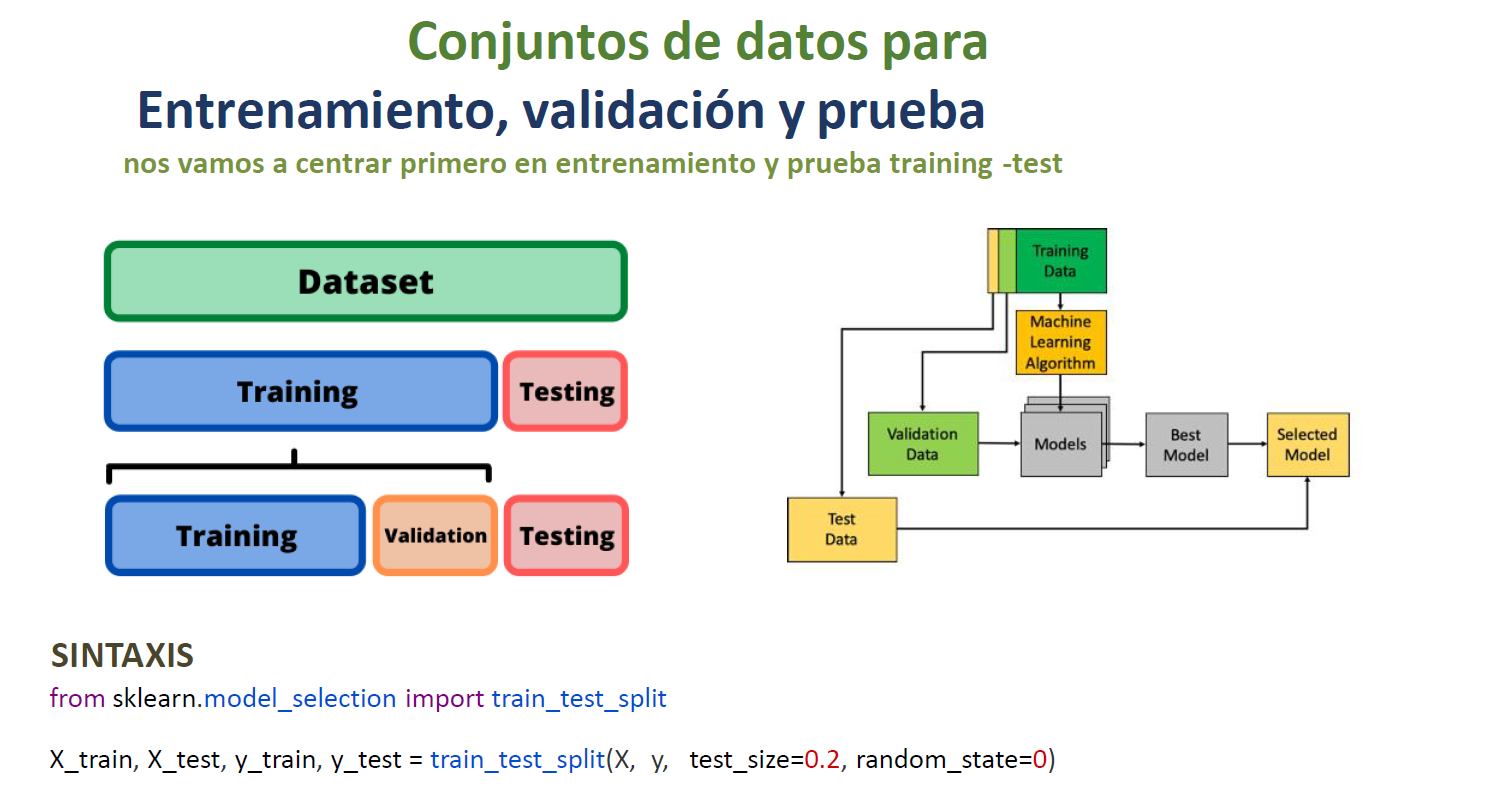 Conjuntos de datos para
Entrenamiento, validación y prueba
nos vamos a centrar primero en entrenamiento y prueba training -test
Dataset
Training
Testing
Training
Validation
Testing
Training
Data
Machine
Learning
Algorithm
Validation
Data
Models
Best
Model
Selected
Model
Test
Data
SINTAXIS
from sklearn.model_selection import train_test_split
X_train, X_test, y_train, y_test = train_test_split(X, y, test_size=0.2, random_state=0)